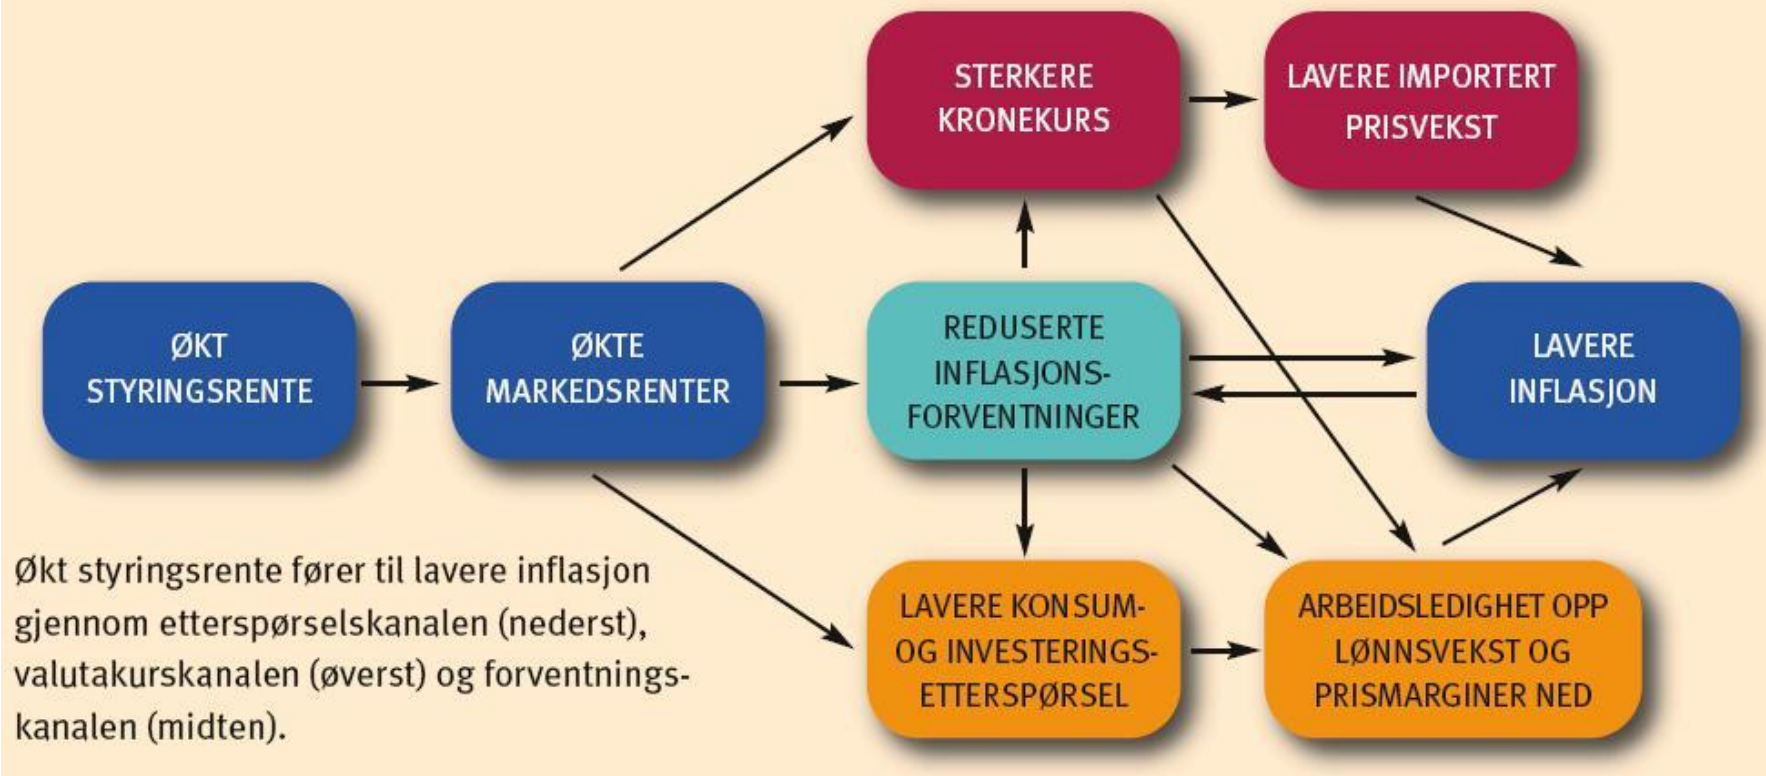 STERKERE
KRONEKURS
LAVERE IMPORTERT
PRISVEKST
ØKT
STYRINGSRENTE
ØKTE
MARKEDSRENTER
REDUSERTE
INFLASJONS-
FORVENTNINGER
LAVERE
INFLASJON
LAVERE KONSUM-
OG INVESTERINGS-
ETTERSPØRSEL
ARBEIDSLEDIGHET OPP
LØNNSVEKST OG
PRISMARGINER NED
Økt styringsrente fører til lavere inflasjon
gjennom etterspørselskanalen (nederst),
valutakurskanalen (øverst) og forventnings-
kanalen (midten).